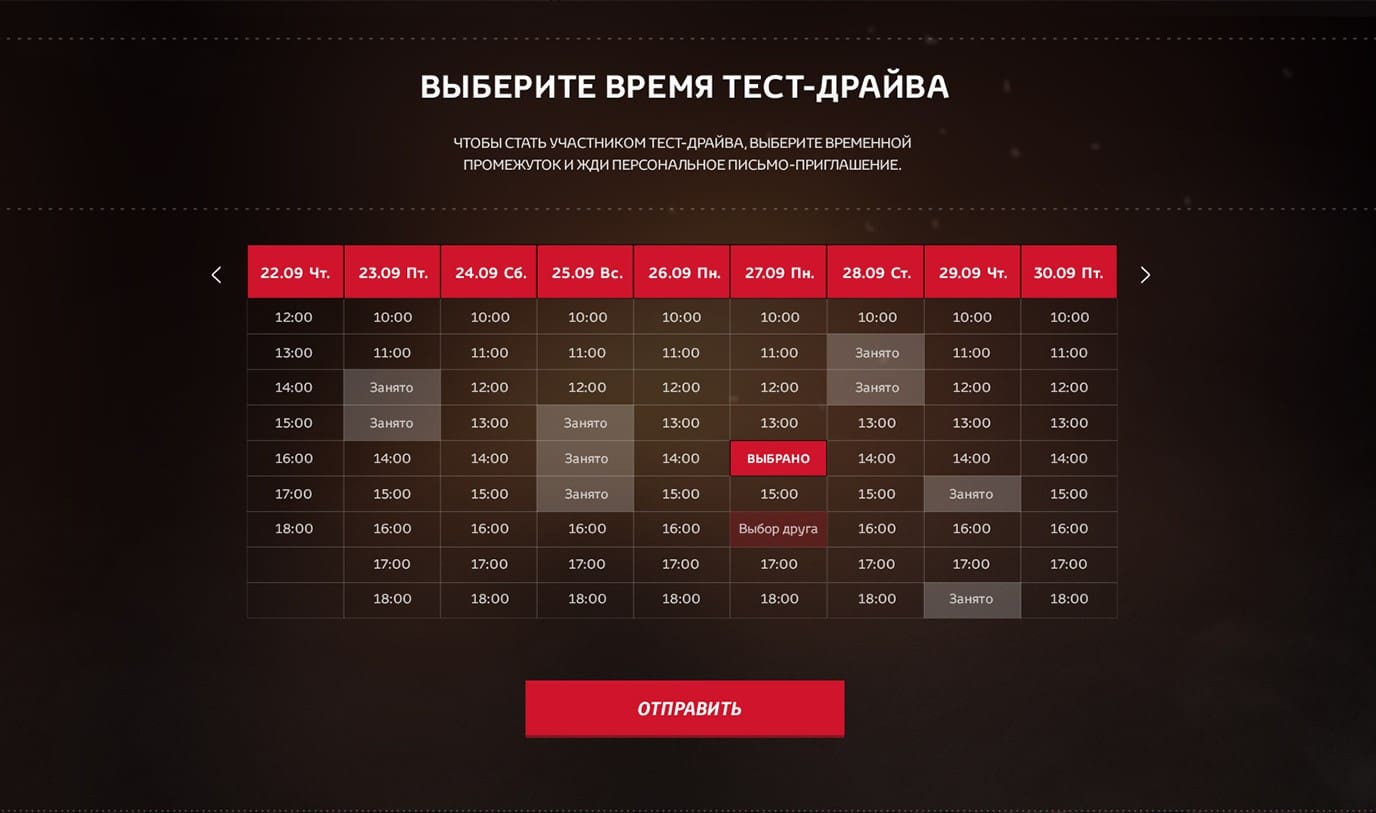 ВЫБЕРИТЕ ВРЕМЯ ТЕСТ-ДРАЙВА
ЧТОБЫ СТАТЬ УЧАСТНИКОМ ТЕСТ-ДРАЙВА, ВЫБЕРИТЕ ВРЕМЕННОЙ
ПРОМЕЖУТОК И ЖДИ ПЕРСОНАЛЬНОЕ ПИСЬМО-ПРИГЛАШЕНИЕ.
22.09 Чт. 23.09 Пт. 24.09 Сб. 25.09 Вс. 26.09 Пн. 27.09 Пн. 28.09 Ст. 29.09 Чт. 30.09 Пт.
12:00 10:00 10:00 10:00 10:00 10:00 10:00 10:00 10:00
13:00 11:00 11:00 11:00 11:00 11:00 Занято 11:00 11:00
14:00 Занято 12:00 12:00 12:00 12:00 Занято 12:00 12:00
15:00 Занято 13:00 Занято 13:00 13:00 13:00 13:00 13:00
16:00 14:00 14:00 Занято 14:00 ВЫБРАНО 14:00 14:00 14:00
17:00 15:00 15:00 Занято 15:00 15:00 15:00 Занято 15:00
18:00 16:00 16:00 16:00 16:00 Выбор друга 16:00 16:00 16:00
17:00 17:00 17:00 17:00 17:00 17:00 17:00 17:00
18:00 18:00 18:00 18:00 18:00 18:00 Занято 18:00
ОТПРАВИТЬ